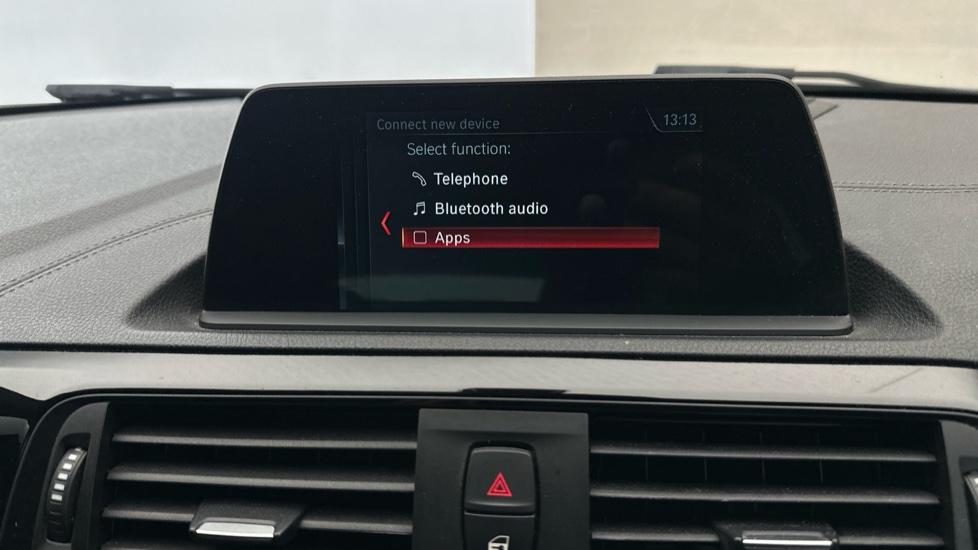 Connect new device
13:13
Select function:
Telephone
Bluetooth audio
Apps